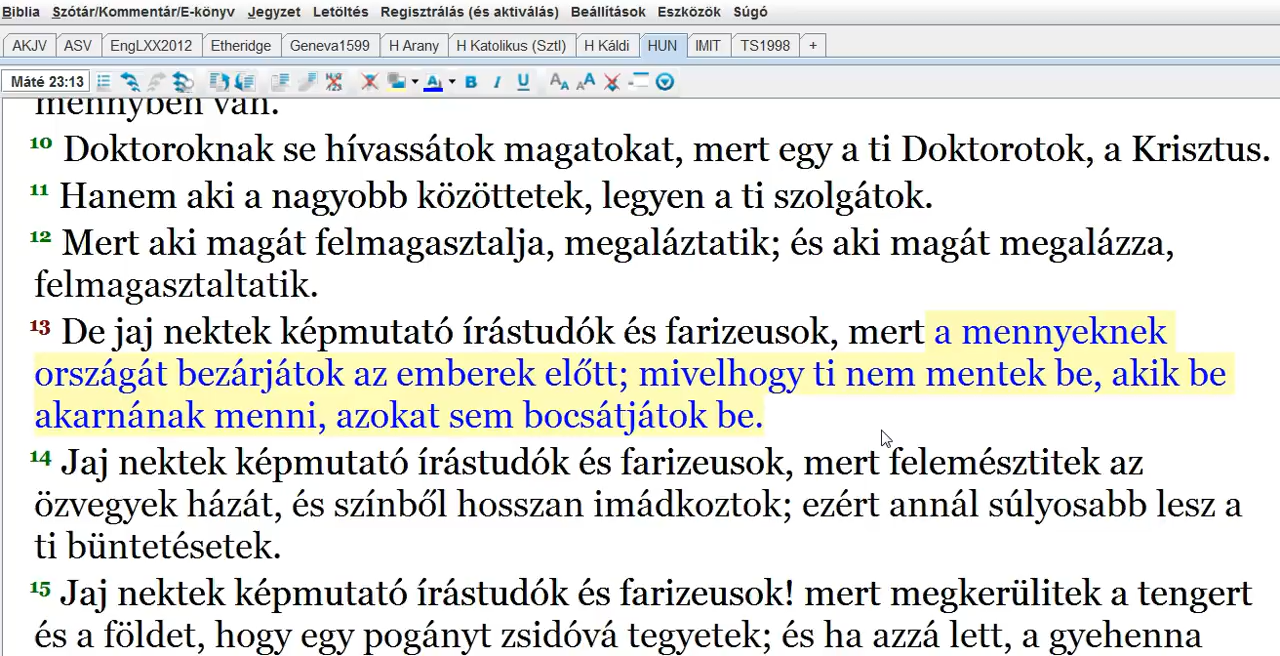 Biblia Szótár/Kommentár/E-könyv Jegyzet Letöltés Regisztrálás (és aktiválás) Beállítások Eszközök Súgó
AKJV ASV EngLXX2012 Etheridge Geneva1599 H Arany H Katolikus (Sztl) H Káldi HUN IMIT TS1998 +
Máté 23:13
mennyben van.
10 Doktoroknak se hívassátok magatokat, mert egy a ti Doktorotok, a Krisztus.
11 Hanem aki a nagyobb közöttetek, legyen a ti szolgátok.
12 Mert aki magát felmagasztalja, megaláztatik; és aki magát megalázza,
felmagasztaltatik.
13 De jaj nektek képmutató írástudók és farizeusok, mert a mennyeknek
országát bezárjátok az emberek előtt; mivelhogy ti nem mentek be, akik be
akarnának menni, azokat sem bocsátjátok be.
14 Jaj nektek képmutató írástudók és farizeusok, mert felemésztitek az
özvegyek házát, és színből hosszan imádkoztok; ezért annál súlyosabb lesz a
ti büntetésetek.
15 Jaj nektek képmutató írástudók és farizeusok! mert megkerülitek a tengert
és a földet, hogy egy pogányt zsidóvá tegyetek; és ha azzá lett, a gyehenna